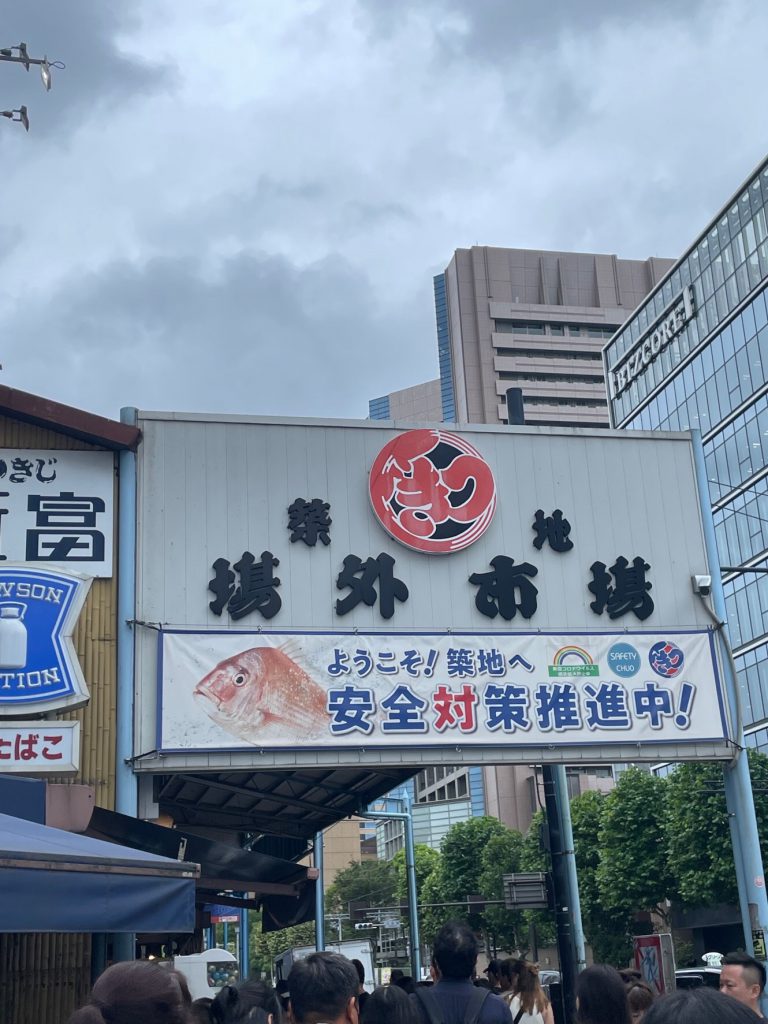 BIZCORE
つきじ
富
築地
場外市場
ようこそ!築地へ
安全対策推進中!
SAFETY
CHUO
LAWSON
STATION
たばこ